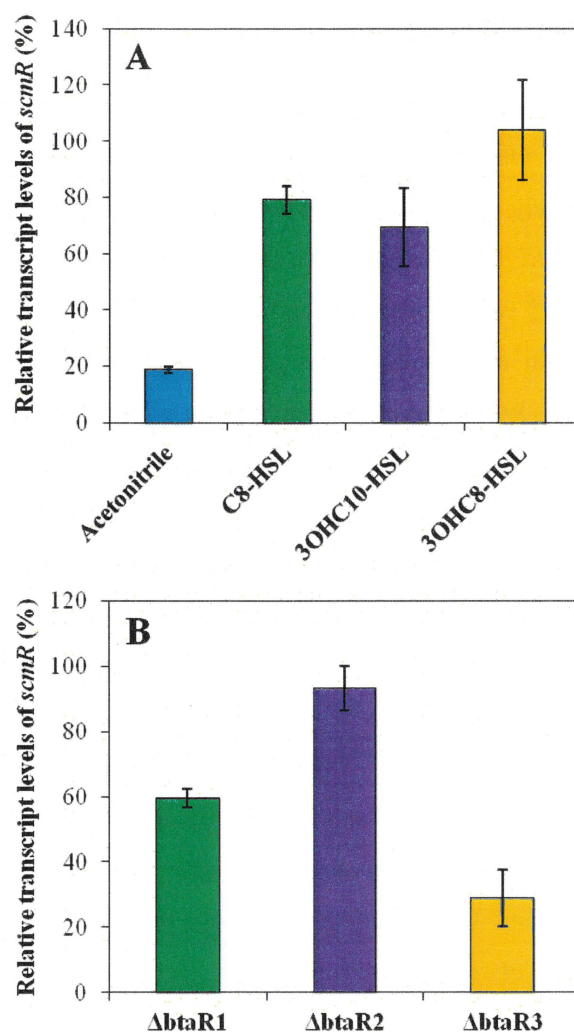 A
Relative transcript levels of scmR (%)
140
120
100
80
60
40
20
0
Acetonitrile
C8-HSL
3OHC10-HSL
3OHC8-HSL
B
Relative transcript levels of scmR (%)
120
100
80
60
40
20
0
ΔbtaR1
ΔbtaR2
ΔbtaR3